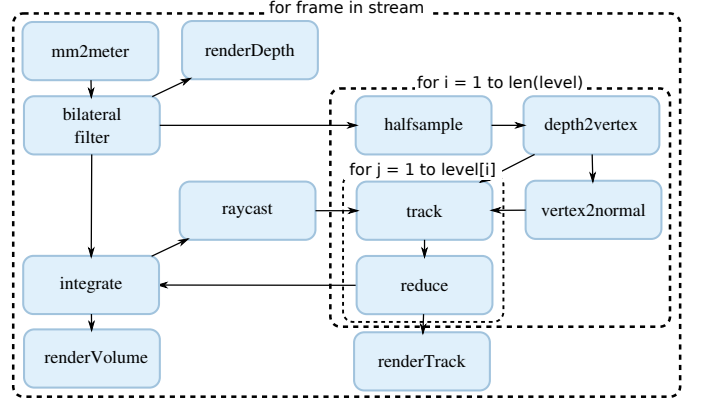 for frame in stream
mm2meter
renderDepth
for i = 1 to len(level)
bilateral
filter
halfsample
depth2vertex
for j = 1 to level[i]
raycast
track
vertex2normal
integrate
reduce
renderVolume
renderTrack